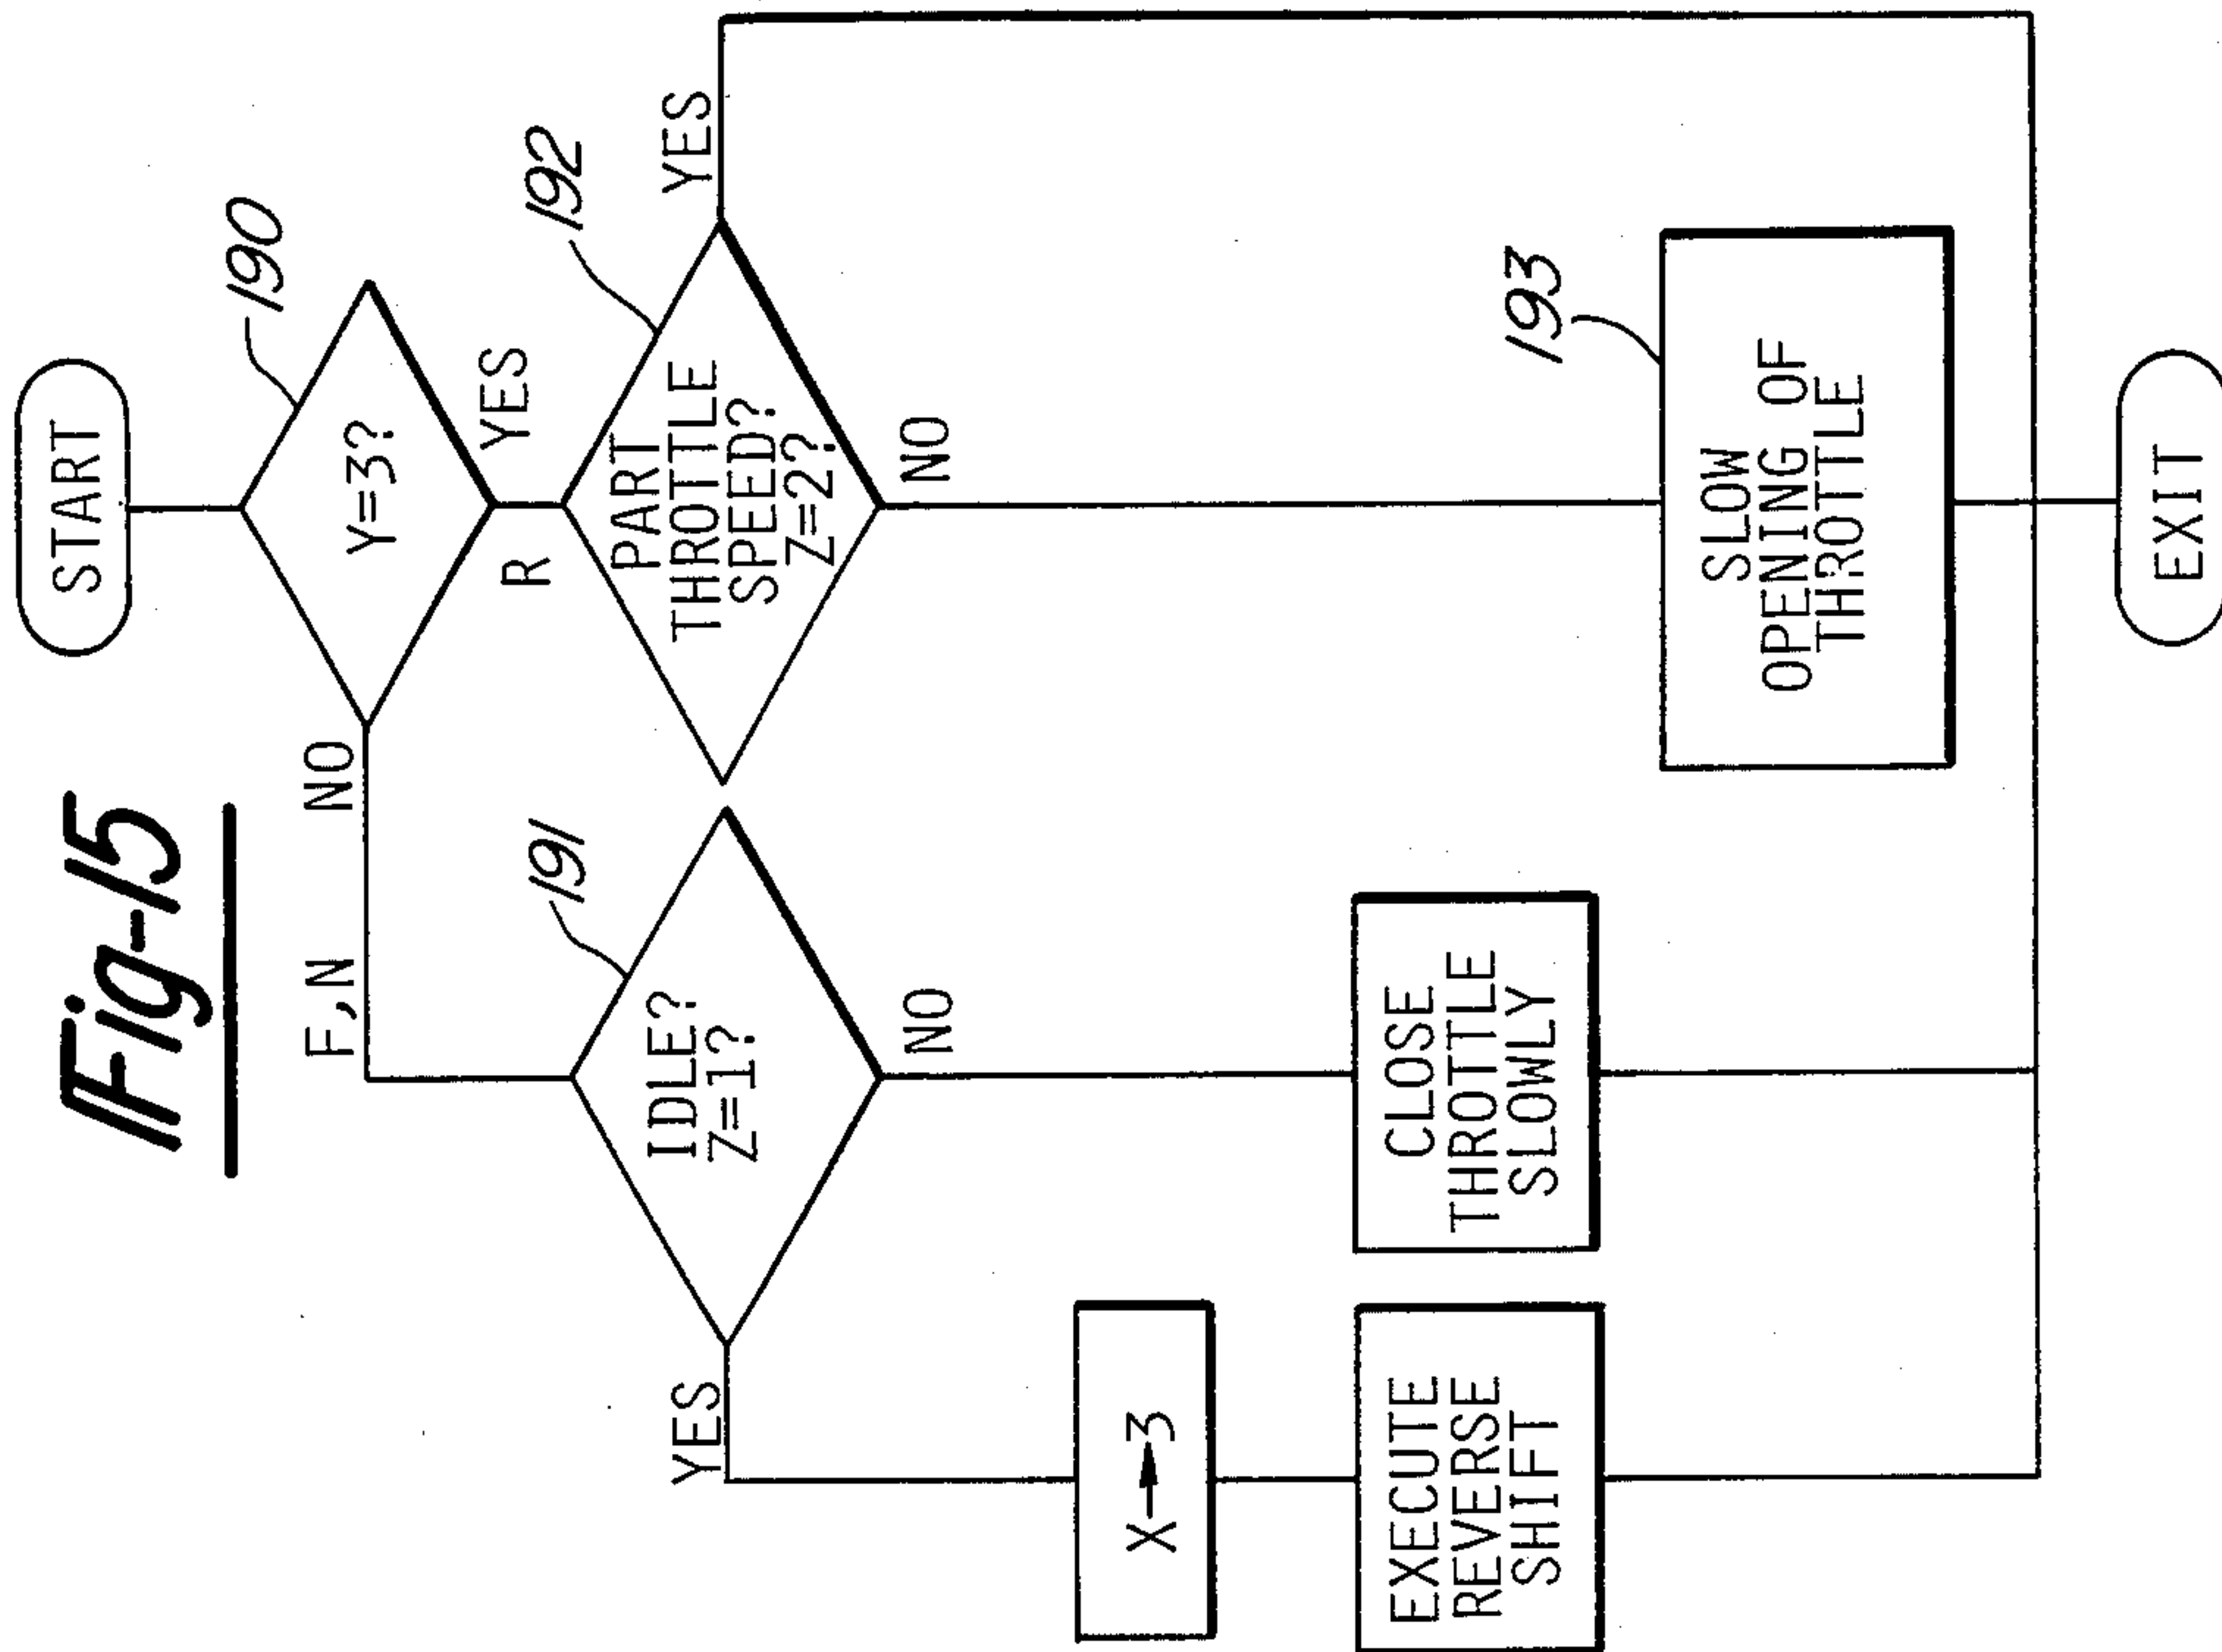 Fig-15
START
190
Y=3?
NO
F,N
YES
R
191
IDLE?
Z=1?
192
PART
THROTTLE
SPEED?
Z=2?
YES
YES
NO
NO
X→3
EXECUTE
REVERSE
SHIFT
CLOSE
THROTTLE
SLOWLY
193
SLOW
OPENING OF
THROTTLE
EXIT